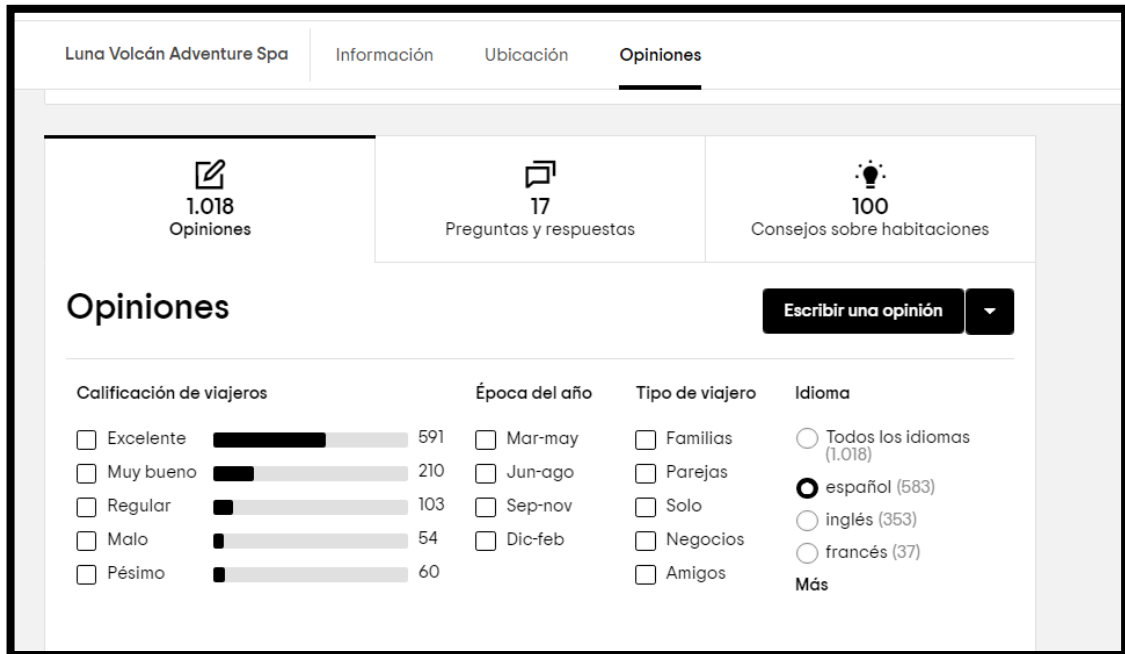 Luna Volcán Adventure Spa
Información
Ubicación
Opiniones
1.018
Opiniones
17
Preguntas y respuestas
100
Consejos sobre habitaciones
Opiniones
Escribir una opinión
Calificación de viajeros
Excelente 591
Muy bueno 210
Regular 103
Malo 54
Pésimo 60
Época del año
Mar-may
Jun-ago
Sep-nov
Dic-feb
Tipo de viajero
Familias
Parejas
Solo
Negocios
Amigos
Idioma
Todos los idiomas
(1.018)
español (583)
inglés (353)
francés (37)
Más